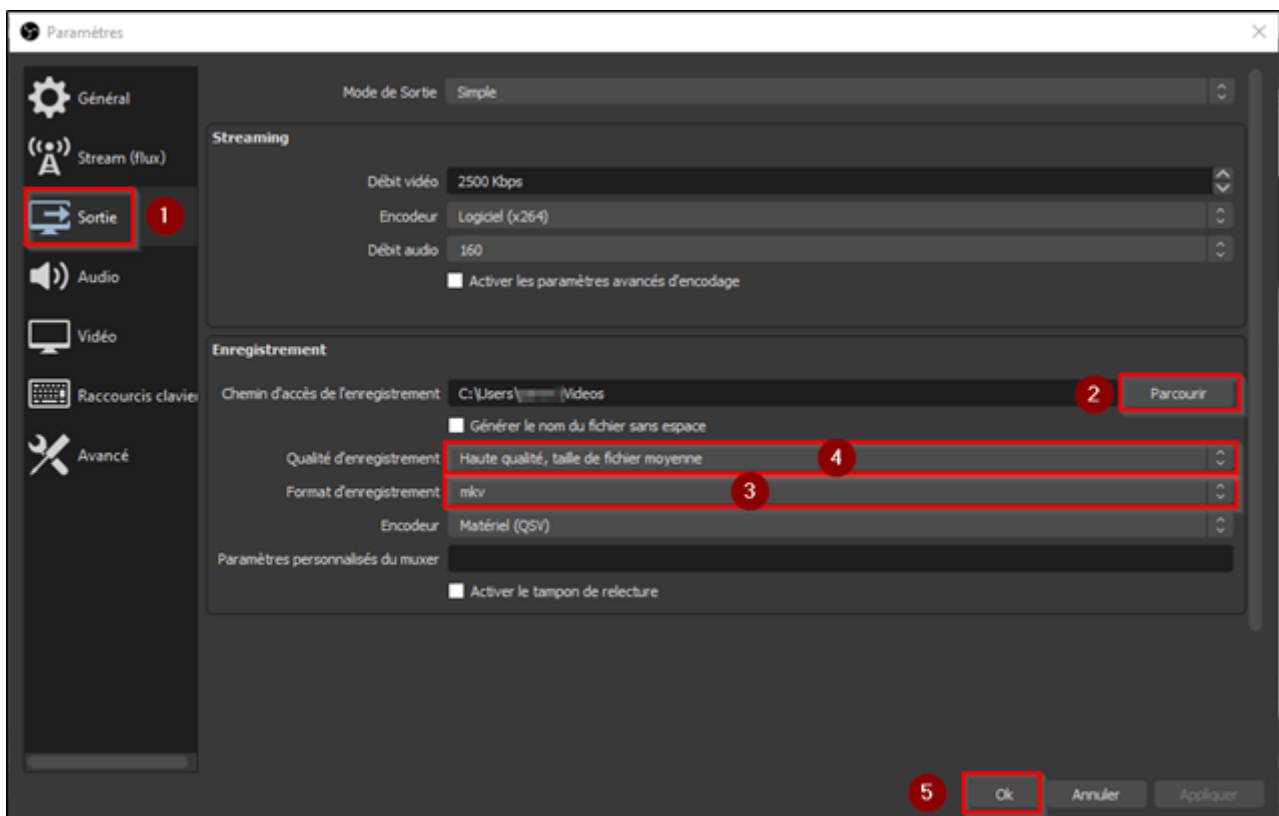 Paramètres
Général
Stream (flux)
Sortie
1
Audio
Vidéo
Raccourcis clavier
Avancé
Mode de Sortie Simple
Streaming
Débit vidéo 2500 Kbps
Encodeur Logiciel (x264)
Débit audio 160
Activer les paramètres avancés d'encodage
Enregistrement
Chemin d'accès de l'enregistrement C:\Users\ \Videos 2 Parcourir
Générer le nom du fichier sans espace
Qualité d'enregistrement Haute qualité, taille de fichier moyenne 4
Format d'enregistrement mkv 3
Encodeur Matériel (QSV)
Paramètres personnalisés du muxer
Activer le tampon de relecture
5 Ok Annuler Appliquer